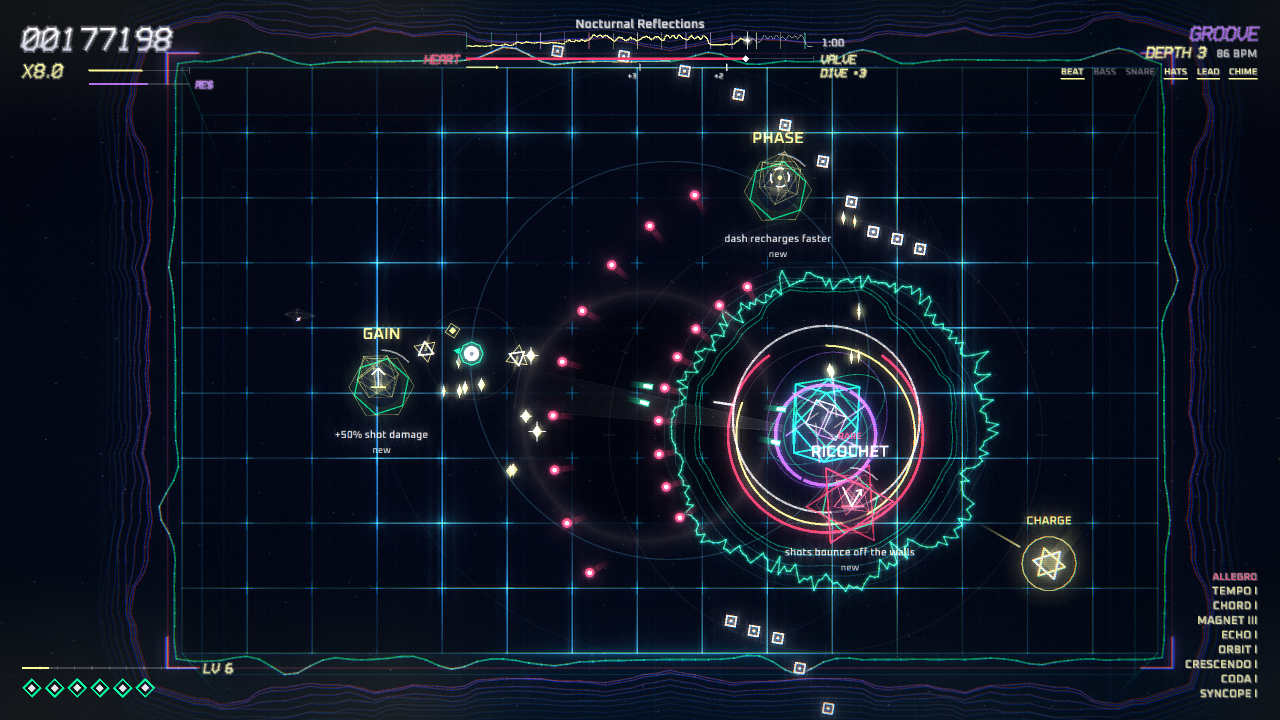 00177198
X8.0
RES
Nocturnal Reflections
1:00
HEART
VALVE
DIVE •3
+3
+2
GROOVE
DEPTH 3 86 BPM
BEAT BASS SNARE HATS LEAD CHIME
PHASE
dash recharges faster
new
GAIN
+50% shot damage
new
RICOCHET
shots bounce off the walls
new
CHARGE
ALLEGRO
TEMPO I
CHORD I
MAGNET III
ECHO I
ORBIT I
CRESCENDO I
CODA I
SYNCOPE I
LV 6